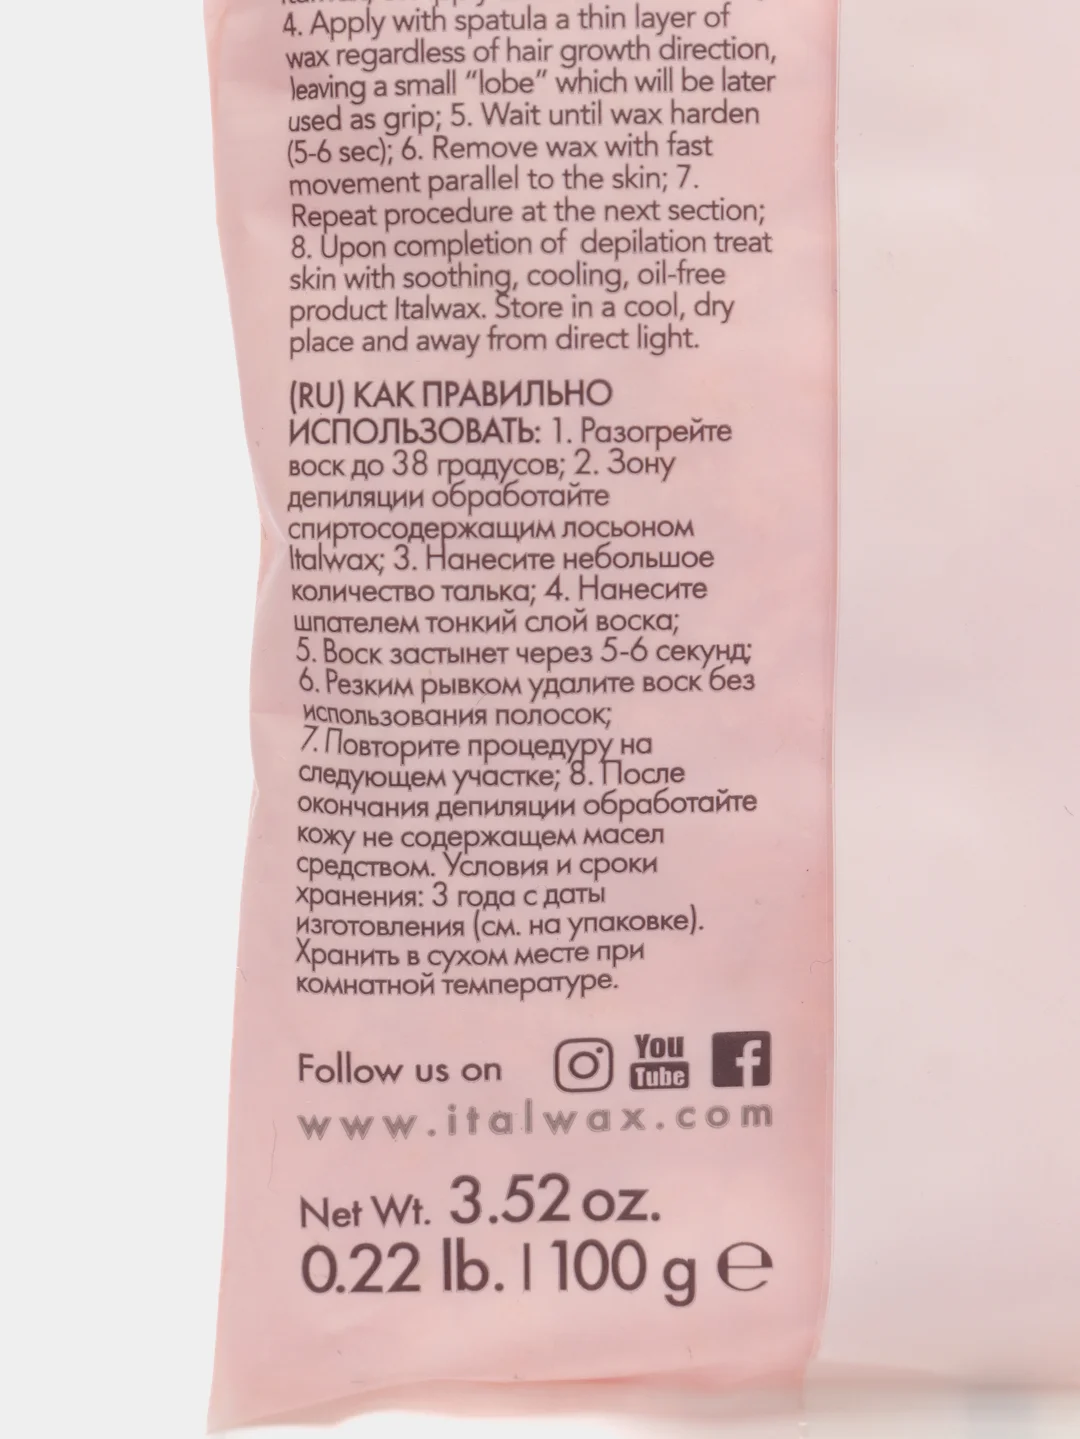 4. Apply with spatula a thin layer of
wax regardless of hair growth direction,
leaving a small “lobe” which will be later
used as grip; 5. Wait until wax harden
(5-6 sec); 6. Remove wax with fast
movement parallel to the skin; 7.
Repeat procedure at the next section;
8. Upon completion of depilation treat
skin with soothing, cooling, oil-free
product Italwax. Store in a cool, dry
place and away from direct light.
(RU) КАК ПРАВИЛЬНО
ИСПОЛЬЗОВАТЬ: 1. Разогрейте
воск до 38 градусов; 2. Зону
депиляции обработайте
спиртосодержащим лосьоном
Italwax; 3. Нанесите небольшое
количество талька; 4. Нанесите
шпателем тонкий слой воска;
5. Воск застынет через 5-6 секунд;
6. Резким рывком удалите воск без
использования полосок;
7. Повторите процедуру на
следующем участке; 8. После
окончания депиляции обработайте
кожу не содержащем масел
средством. Условия и сроки
хранения: 3 года с даты
изготовления (см. на упаковке).
Хранить в сухом месте при
комнатной температуре.
Follow us on You Tube f
www.italwax.com
Net Wt. 3.52 oz.
0.22 lb. | 100 g ℮